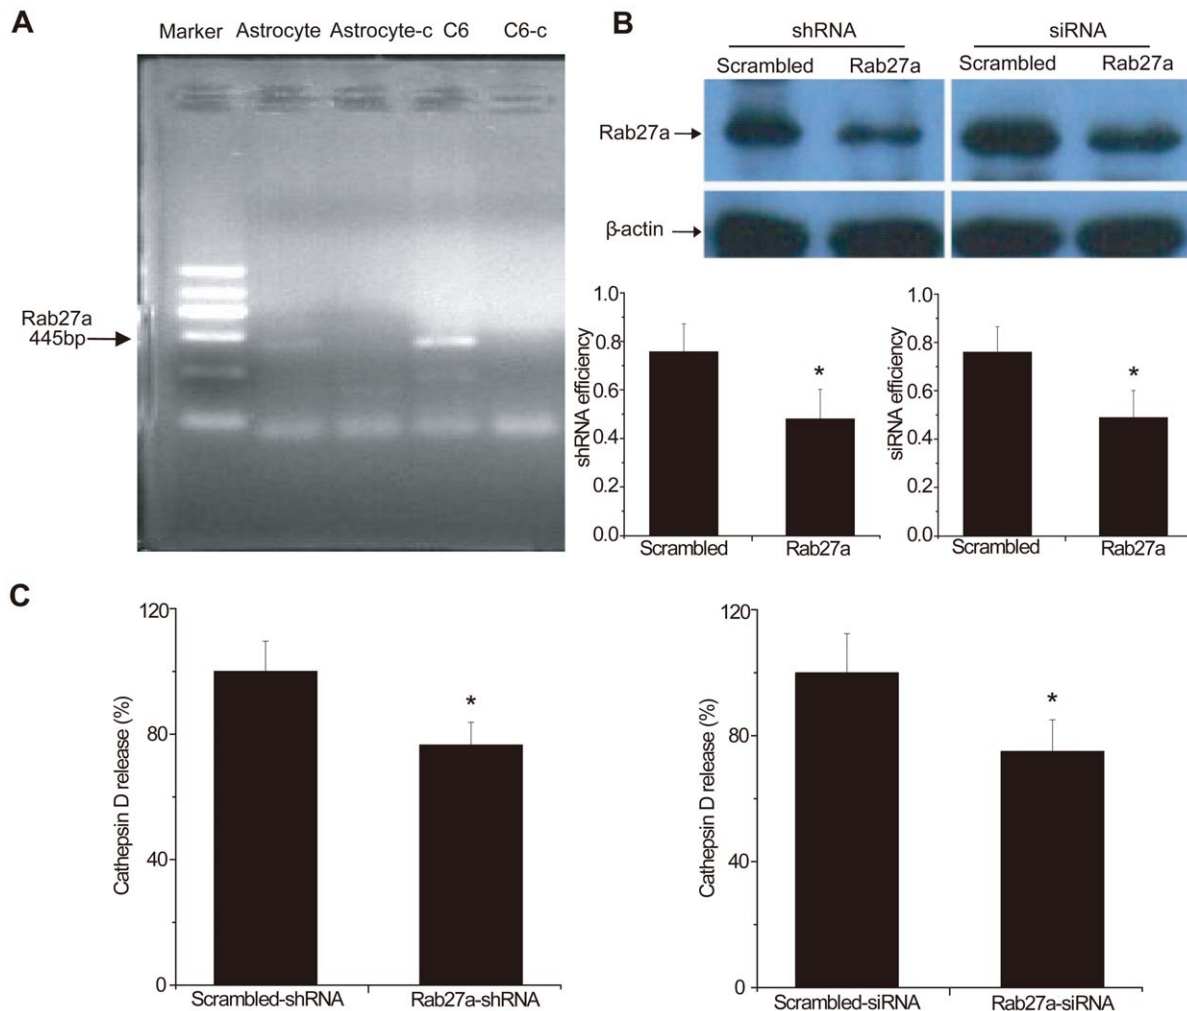 A
Marker Astrocyte Astrocyte-c C6 C6-c
Rab27a
445bp
B
shRNA siRNA
Scrambled Rab27a Scrambled Rab27a
Rab27a
β-actin
shRNA efficiency
1.0
0.8
0.6
0.4
0.2
0.0
Scrambled Rab27a
*
siRNA efficiency
1.0
0.8
0.6
0.4
0.2
0.0
Scrambled Rab27a
*
C
Cathepsin D release (%)
120
80
40
0
Scrambled-shRNA Rab27a-shRNA
*
Cathepsin D release (%)
120
80
40
0
Scrambled-siRNA Rab27a-siRNA
*